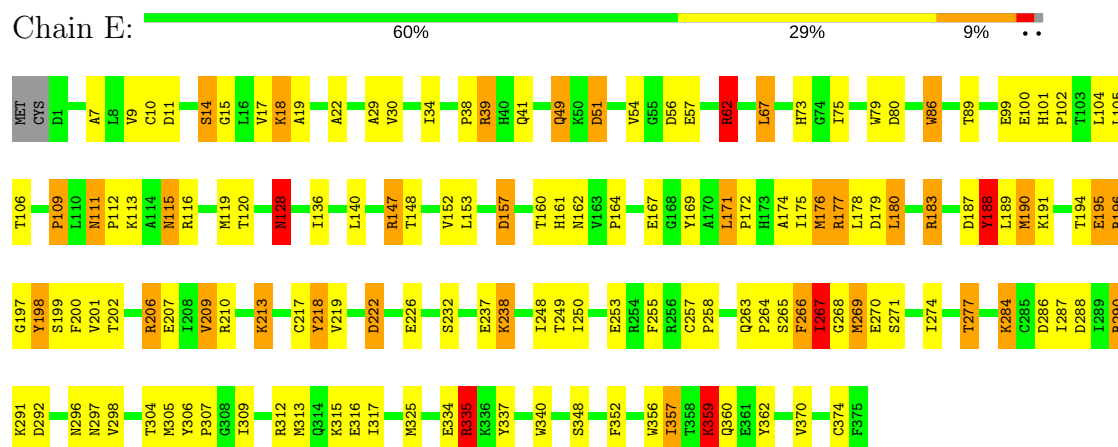 Chain E:
60% 29% 9% • •
MET CYS D1 A7 L8 V9 C10 D11 S14 G15 L16 V17 K18 A19 A22 A29 V30 I34 P38 R39 H40 Q41 Q49 K50 D51 V54 G55 D56 E57 R62 L67 H73 G74 I75 W79 D80 W86 T89 E99 E100 H101 P102 T103 L104 L105
T106 P109 L110 N111 P112 K113 A114 N115 R116 M119 T120 N128 I136 L140 R147 T148 V152 L153 D157 T160 H161 N162 V163 P164 E167 G168 Y169 A170 L171 P172 H173 A174 I175 M176 R177 L178 D179 L180 R183 D187 Y188 L189 M190 K191 T194 E195 R196
G197 Y198 S199 F200 V201 T202 R206 E207 I208 V209 R210 K213 C217 Y218 V219 D222 E226 S232 E237 K238 I248 T249 I250 E253 R254 F255 R256 C257 P258 Q263 P264 S265 F266 I267 G268 M269 E270 S271 I274 T277 K284 C285 D286 I287 D288 I289 R290
K291 D292 N296 N297 V298 T304 M305 Y306 P307 G308 I309 R312 M313 Q314 K315 E316 I317 M325 E334 R335 K336 Y337 W340 S348 F352 W356 I357 T358 K359 Q360 E361 Y362 V370 C374 F375